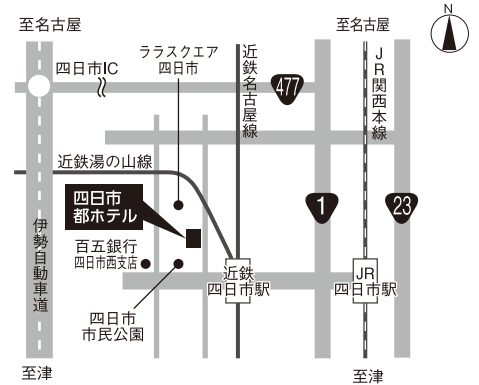 至名古屋
至名古屋
N
ララスクエア
四日市
四日市IC
477
近鉄名古屋線
JR関西本線
近鉄湯の山線
四日市
都ホテル
1
23
伊勢自動車道
百五銀行
四日市西支店
近鉄
四日市駅
JR
四日市駅
四日市
市民公園
至津
至津